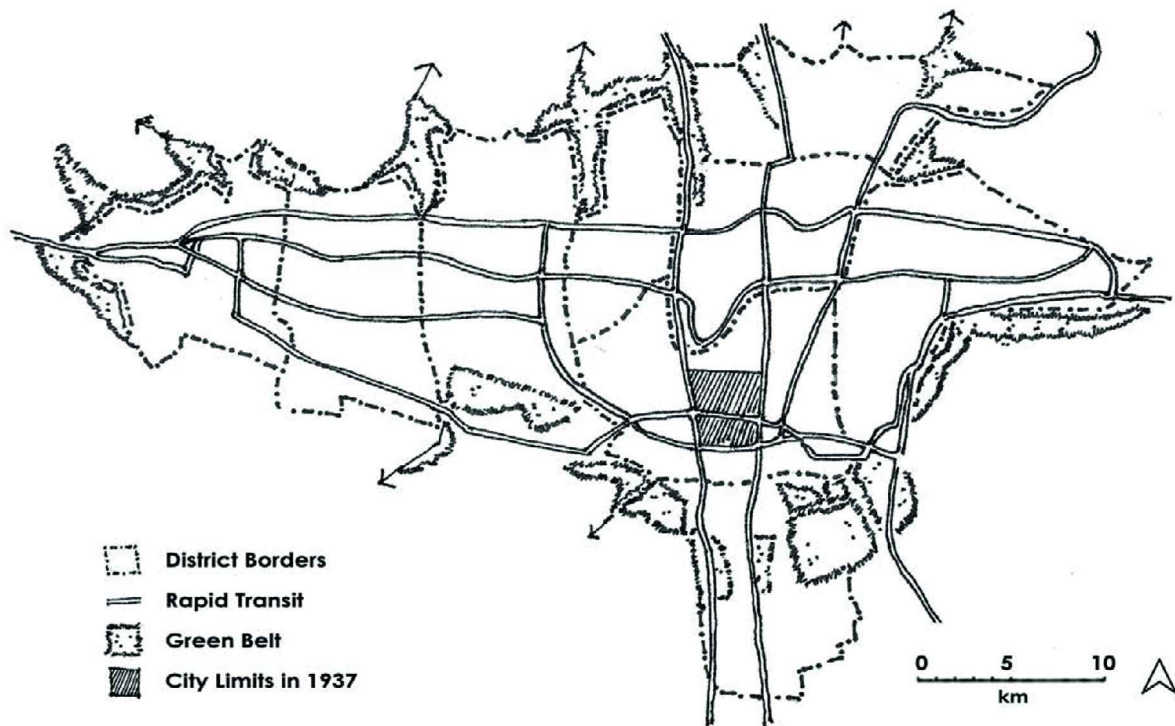 District Borders
Rapid Transit
Green Belt
City Limits in 1937
0 5 10
km